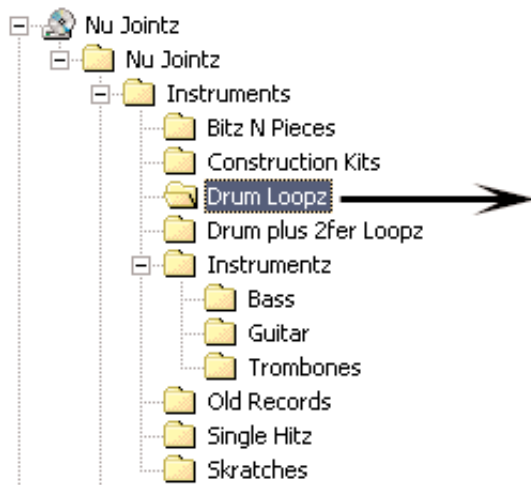 Nu Jointz
Nu Jointz
Instruments
Bitz N Pieces
Construction Kits
Drum Loopz
Drum plus 2fer Loopz
Instrumentz
Bass
Guitar
Trombones
Old Records
Single Hitz
Skratches